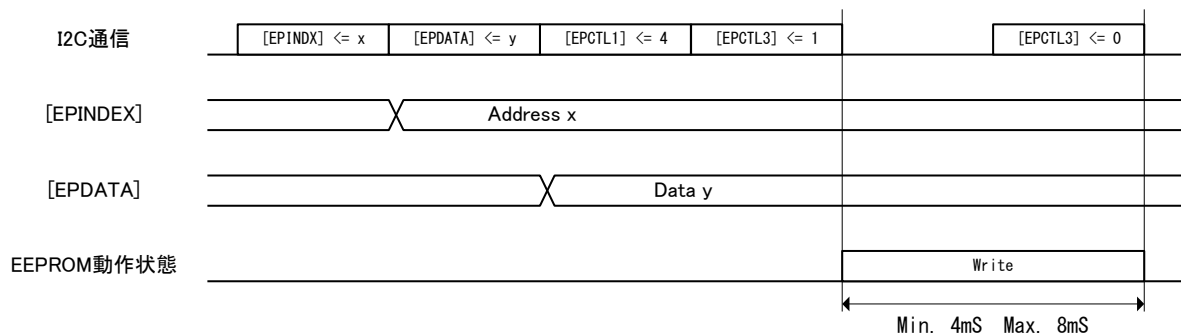 I2C通信
[EPINDX] <= x
[EPDATA] <= y
[EPCTL1] <= 4
[EPCTL3] <= 1
[EPCTL3] <= 0
[EPINDEX]
Address x
[EPDATA]
Data y
EEPROM動作状態
Write
Min. 4mS Max. 8mS